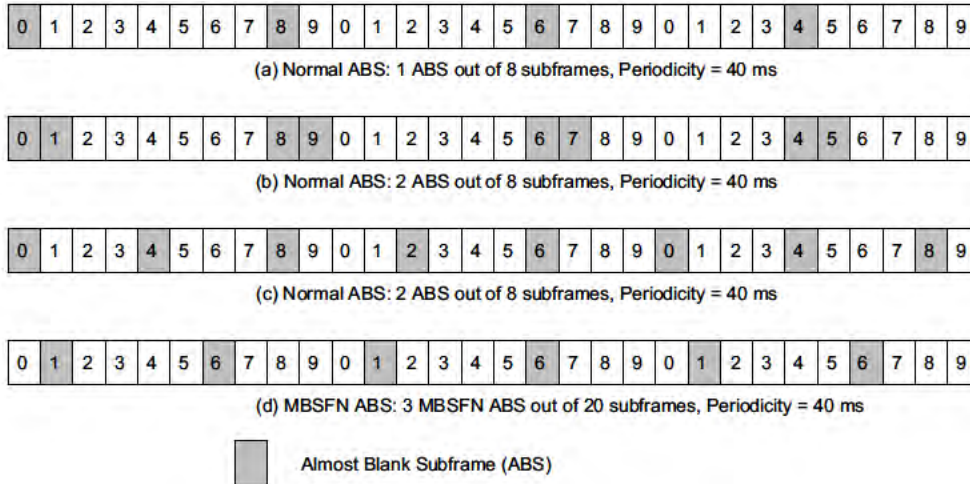 0 1 2 3 4 5 6 7 8 9 0 1 2 3 4 5 6 7 8 9 0 1 2 3 4 5 6 7 8 9
(a) Normal ABS: 1 ABS out of 8 subframes, Periodicity = 40 ms
0 1 2 3 4 5 6 7 8 9 0 1 2 3 4 5 6 7 8 9 0 1 2 3 4 5 6 7 8 9
(b) Normal ABS: 2 ABS out of 8 subframes, Periodicity = 40 ms
0 1 2 3 4 5 6 7 8 9 0 1 2 3 4 5 6 7 8 9 0 1 2 3 4 5 6 7 8 9
(c) Normal ABS: 2 ABS out of 8 subframes, Periodicity = 40 ms
0 1 2 3 4 5 6 7 8 9 0 1 2 3 4 5 6 7 8 9 0 1 2 3 4 5 6 7 8 9
(d) MBSFN ABS: 3 MBSFN ABS out of 20 subframes, Periodicity = 40 ms
Almost Blank Subframe (ABS)